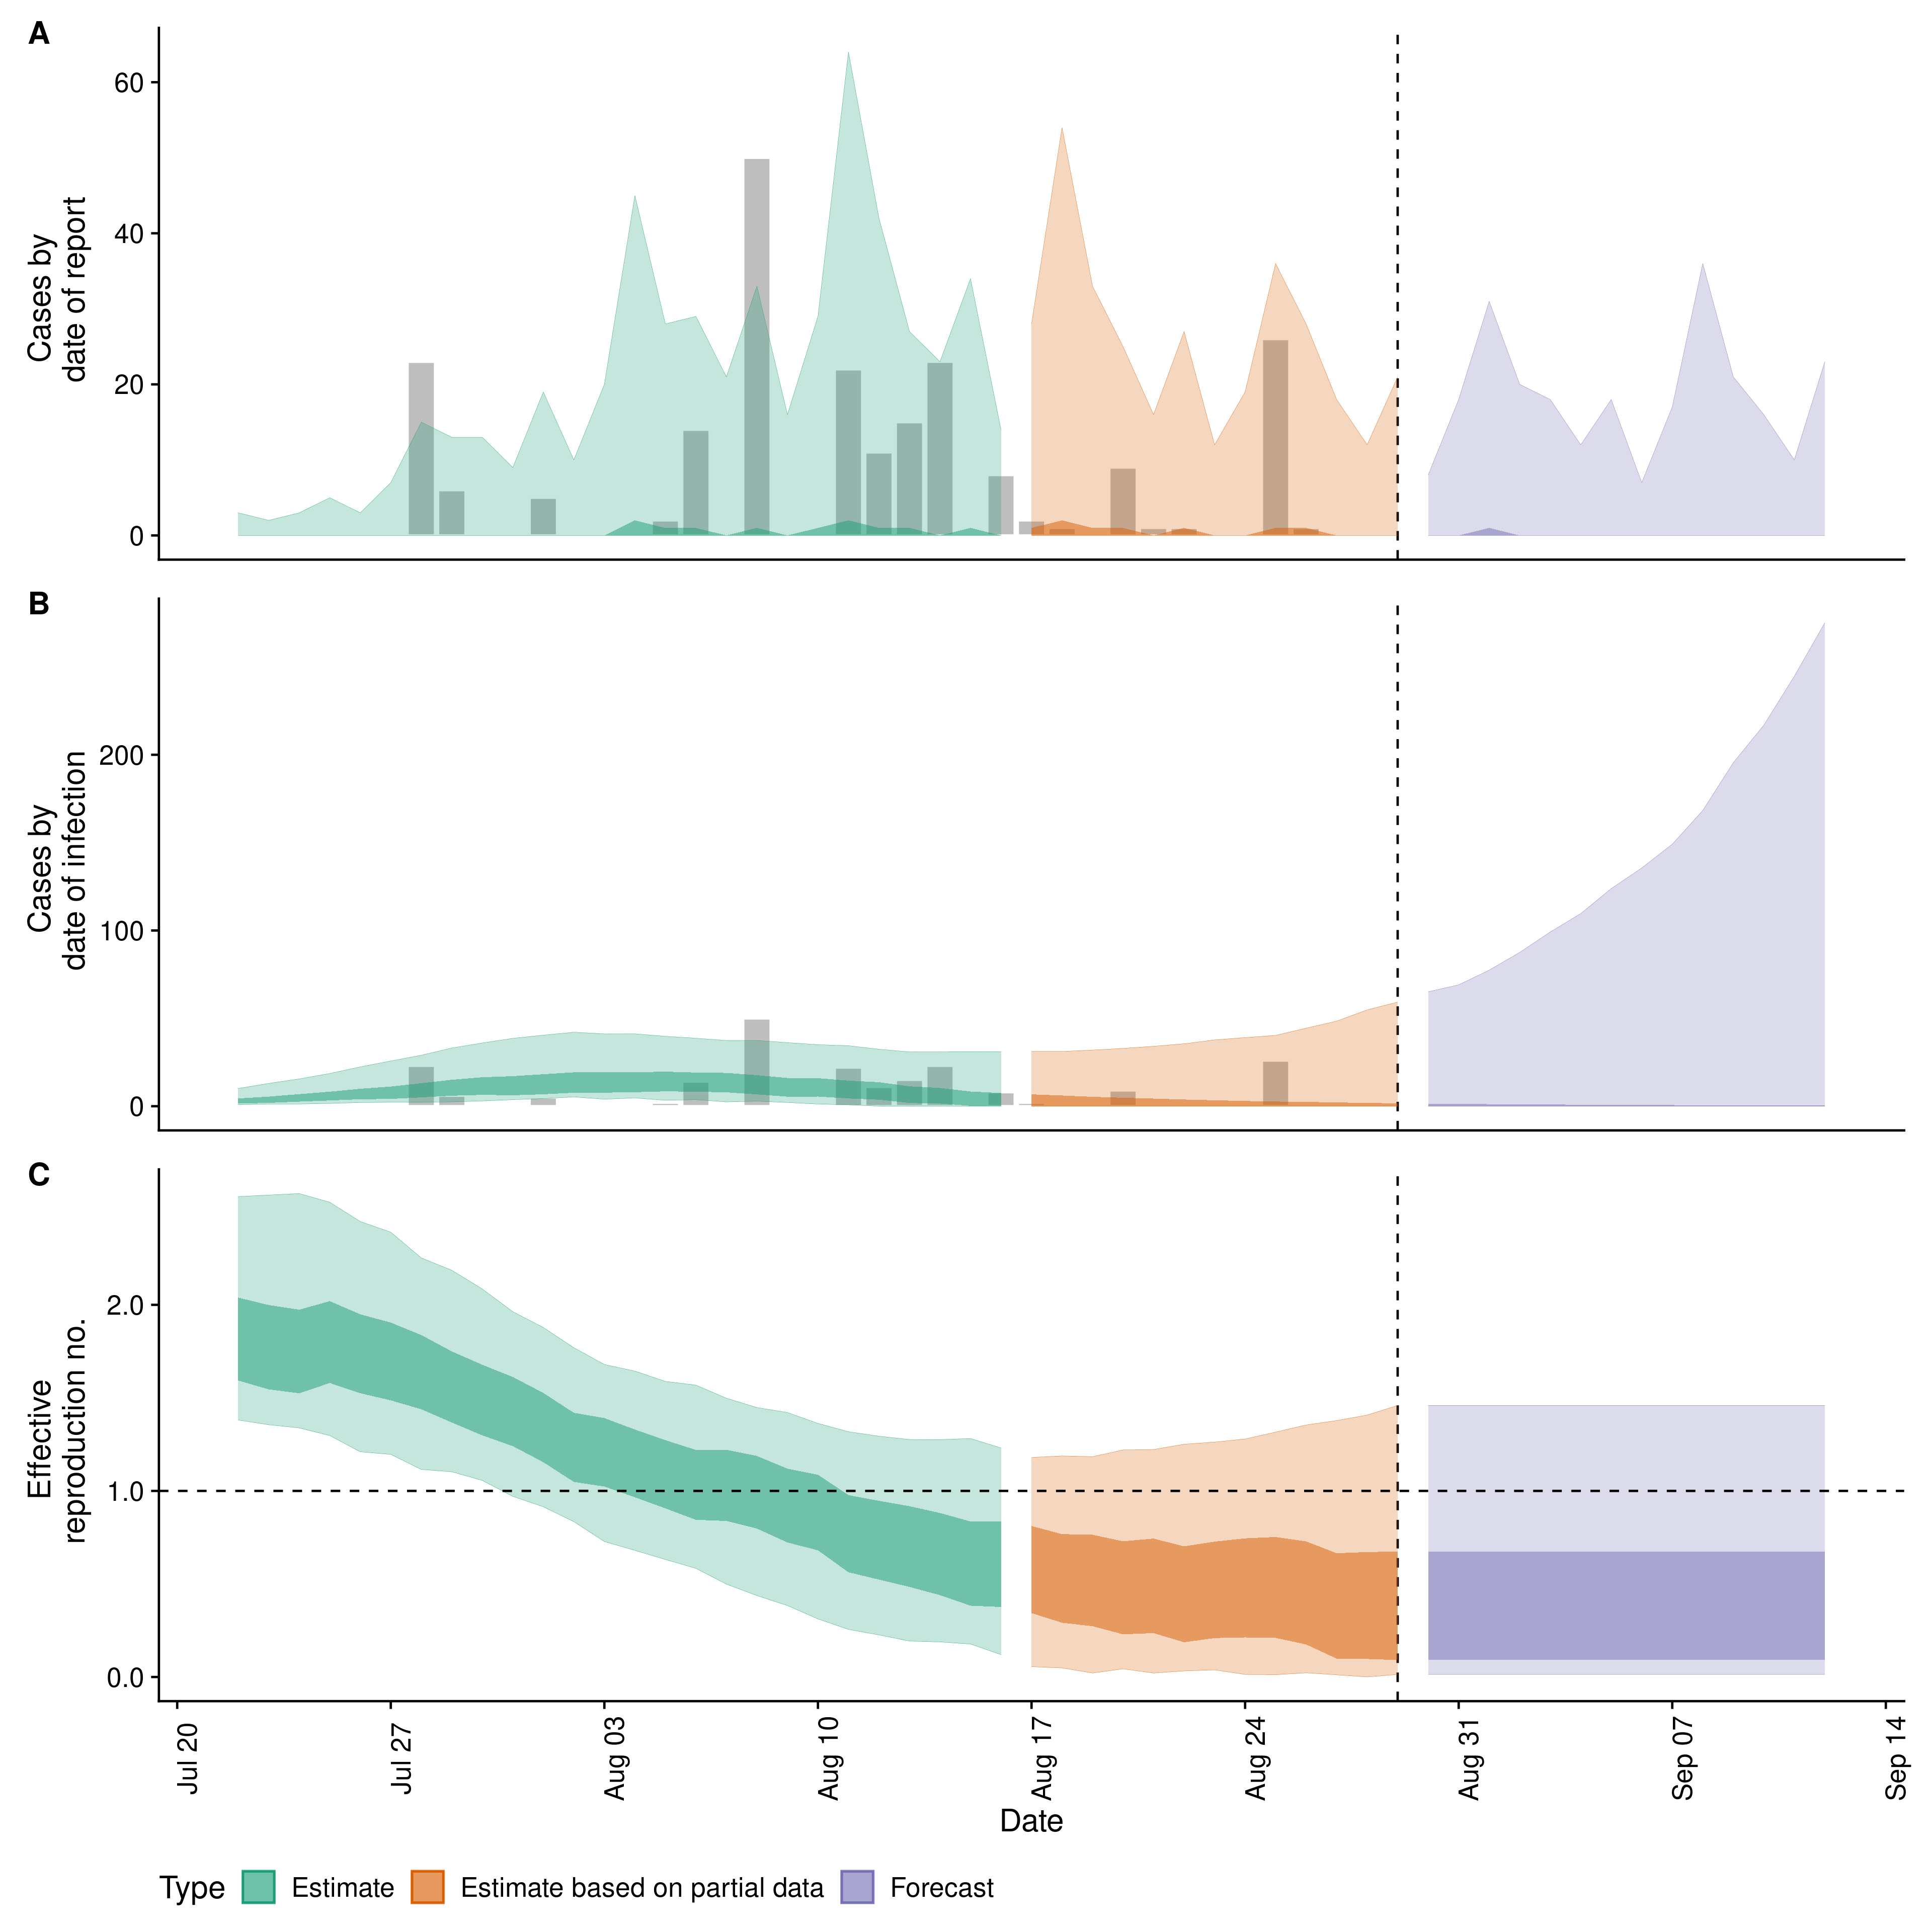 A
60
40
20
0
Cases by
date of report
B
200
100
0
Cases by
date of infection
C
2.0
1.0
0.0
Effective
reproduction no.
Jul 20
Jul 27
Aug 03
Aug 10
Aug 17
Aug 24
Aug 31
Sep 07
Sep 14
Date
Type Estimate Estimate based on partial data Forecast